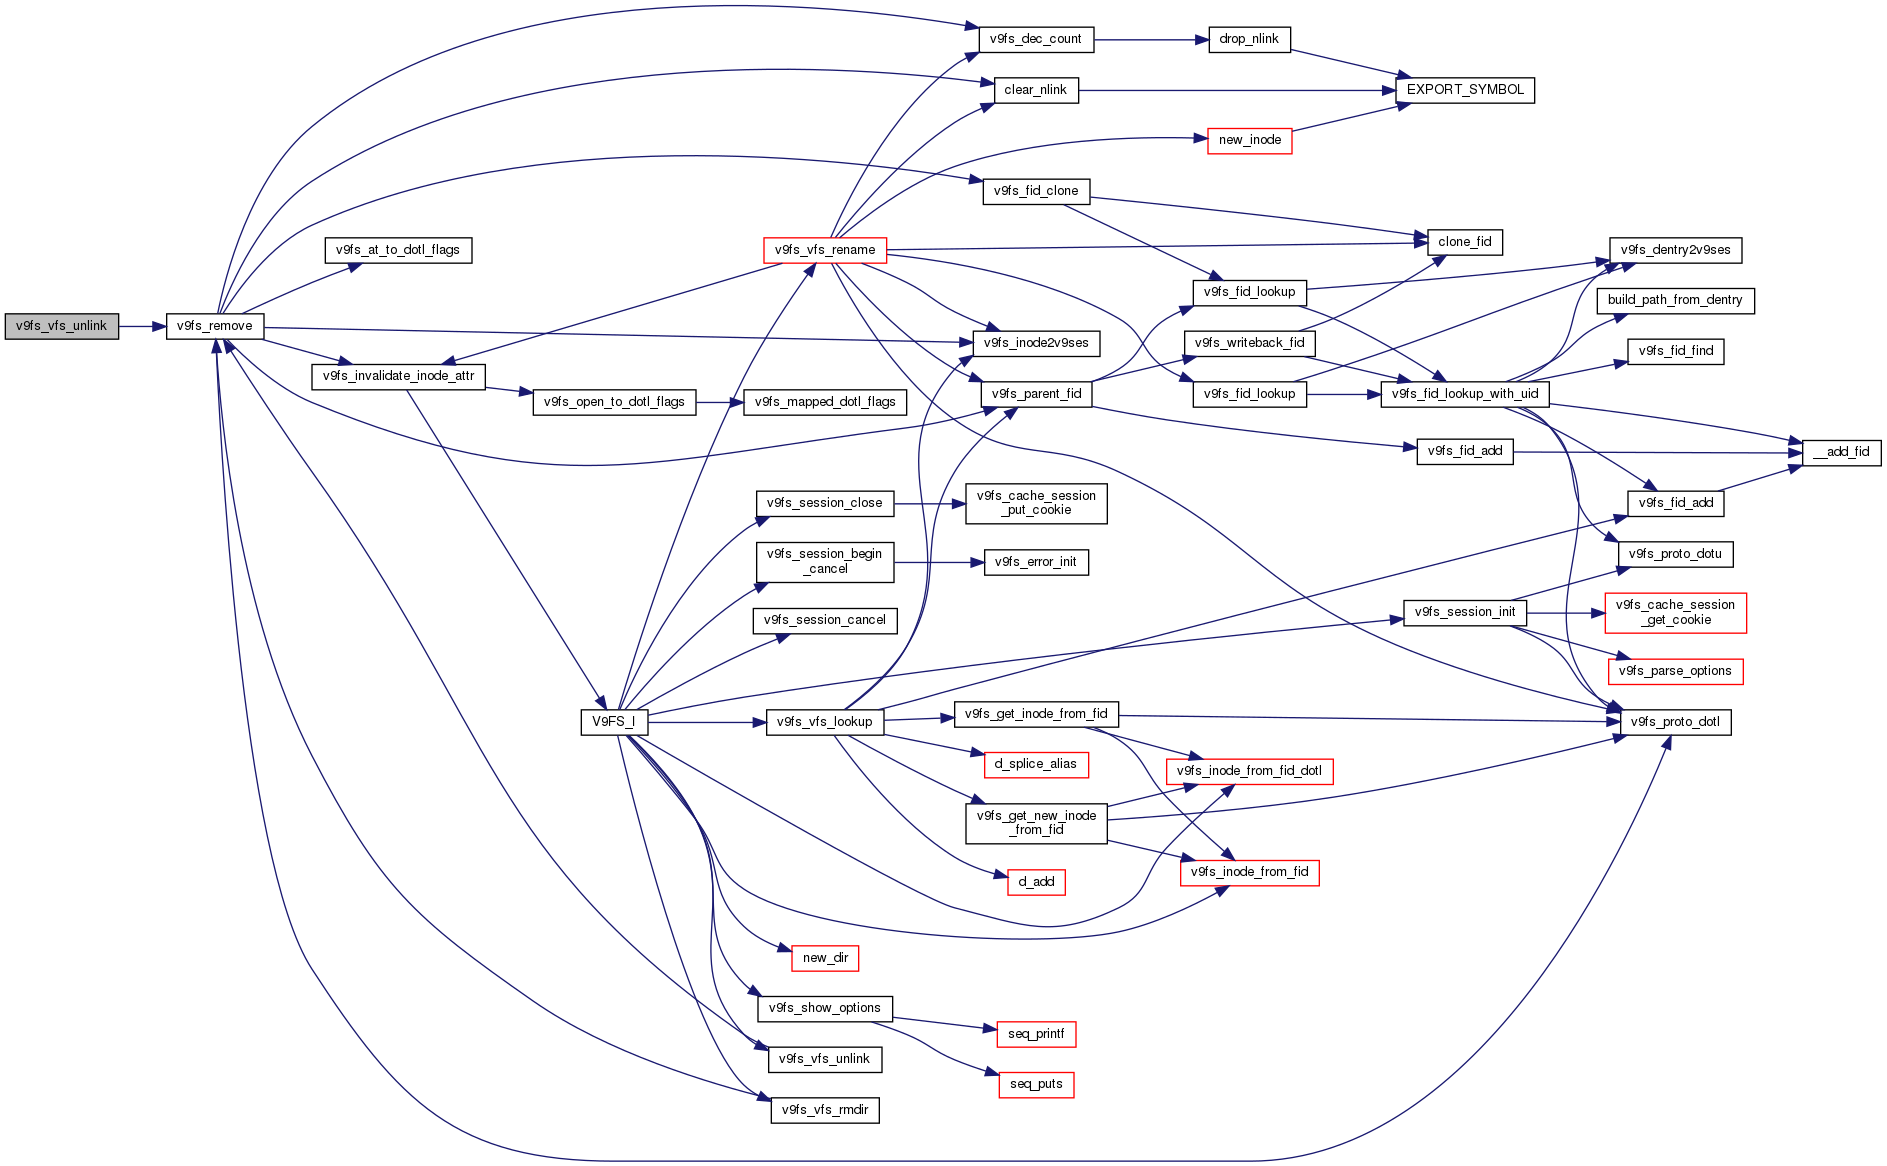 v9fs_vfs_unlink
v9fs_remove
v9fs_at_to_dotl_flags
v9fs_invalidate_inode_attr
v9fs_open_to_dotl_flags
v9fs_mapped_dotl_flags
V9FS_I
v9fs_vfs_rename
v9fs_dec_count
drop_nlink
clear_nlink
EXPORT_SYMBOL
new_inode
v9fs_fid_clone
clone_fid
v9fs_fid_lookup
v9fs_dentry2v9ses
build_path_from_dentry
v9fs_inode2v9ses
v9fs_writeback_fid
v9fs_fid_find
v9fs_parent_fid
v9fs_fid_lookup
v9fs_fid_lookup_with_uid
v9fs_fid_add
__add_fid
v9fs_session_close
v9fs_cache_session
_put_cookie
v9fs_fid_add
v9fs_session_begin
_cancel
v9fs_error_init
v9fs_proto_dotu
v9fs_session_cancel
v9fs_session_init
v9fs_cache_session
_get_cookie
v9fs_parse_options
v9fs_vfs_lookup
v9fs_get_inode_from_fid
v9fs_proto_dotl
d_splice_alias
v9fs_inode_from_fid_dotl
v9fs_get_new_inode
_from_fid
v9fs_inode_from_fid
d_add
new_dir
v9fs_show_options
seq_printf
v9fs_vfs_unlink
seq_puts
v9fs_vfs_rmdir